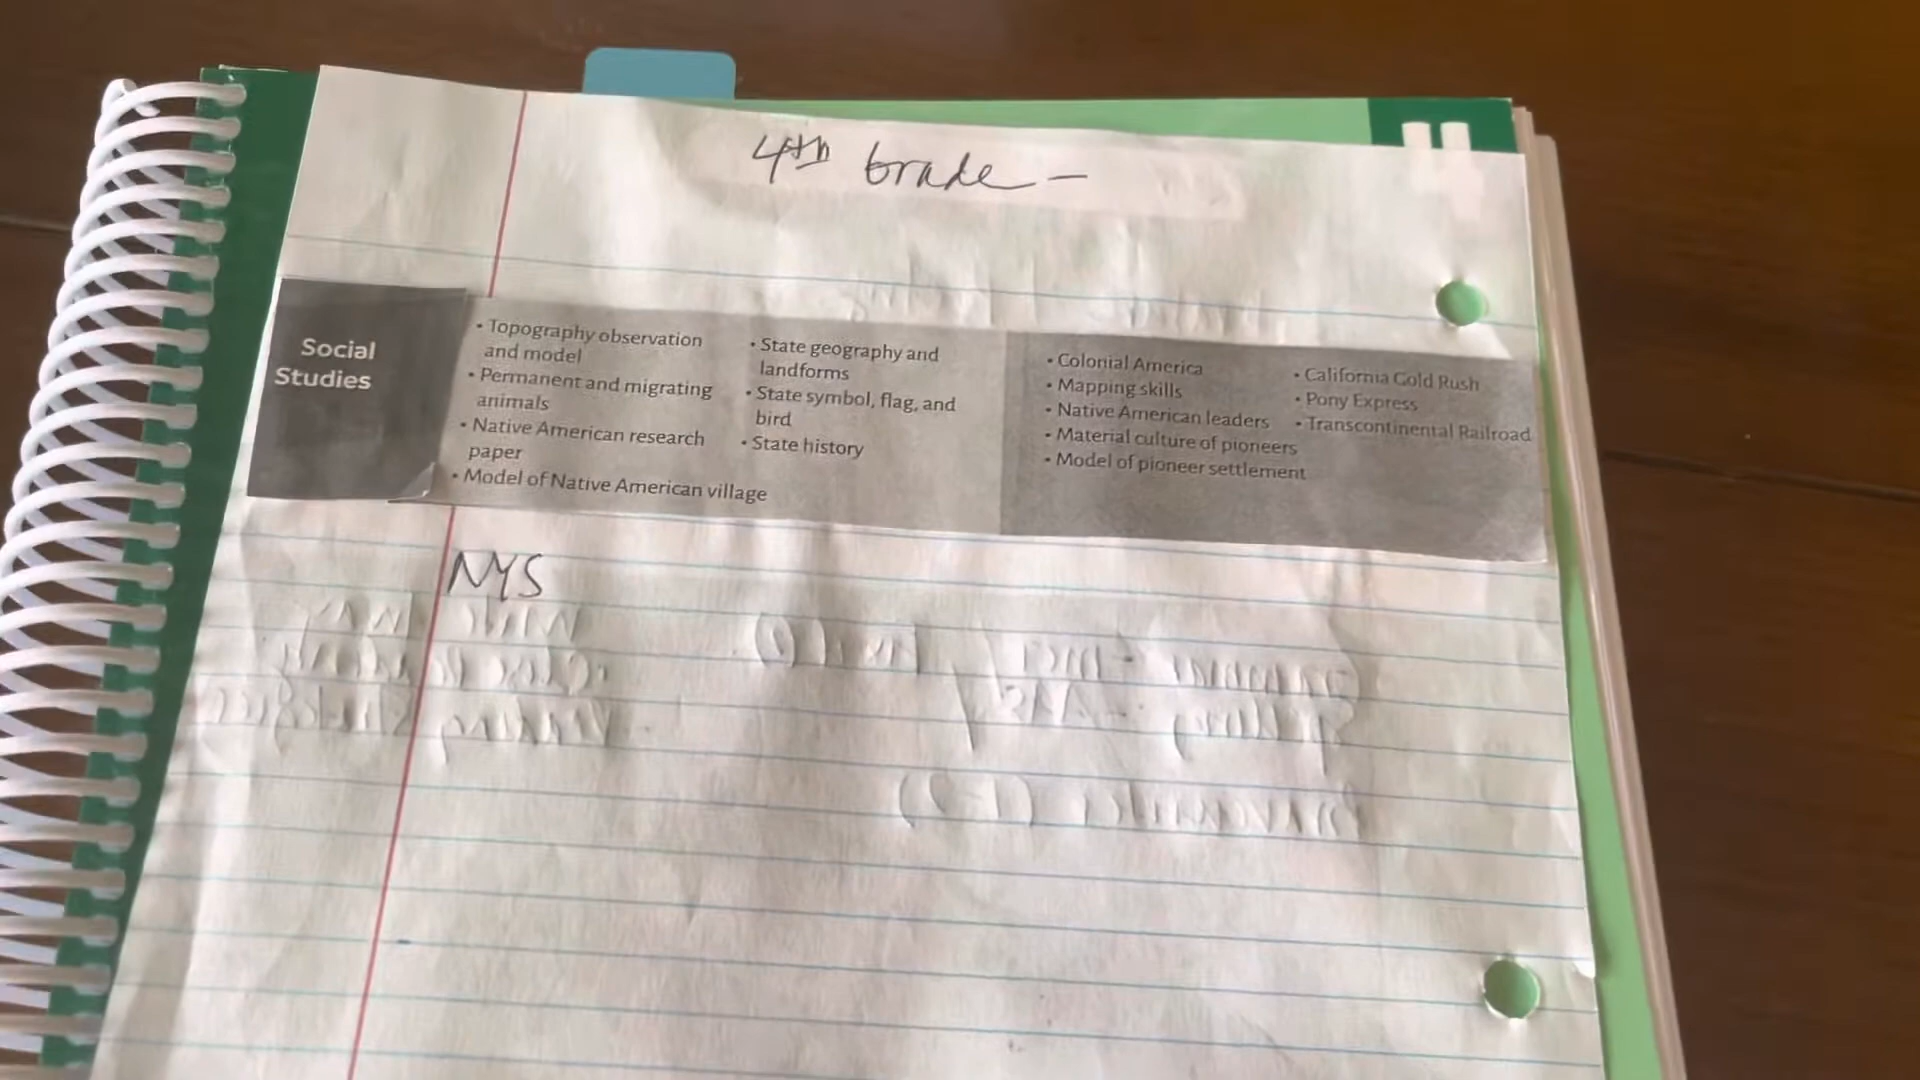 4th Grade –
Social
Studies
• Topography observation
and model
• Permanent and migrating
animals
• Native American research
paper
• Model of Native American village
• State geography and
landforms
• State symbol, flag, and
bird
• State history
• Colonial America
• Mapping skills
• Native American leaders
• Material culture of pioneers
• Model of pioneer settlement
• California Gold Rush
• Pony Express
• Transcontinental Railroad
NYS